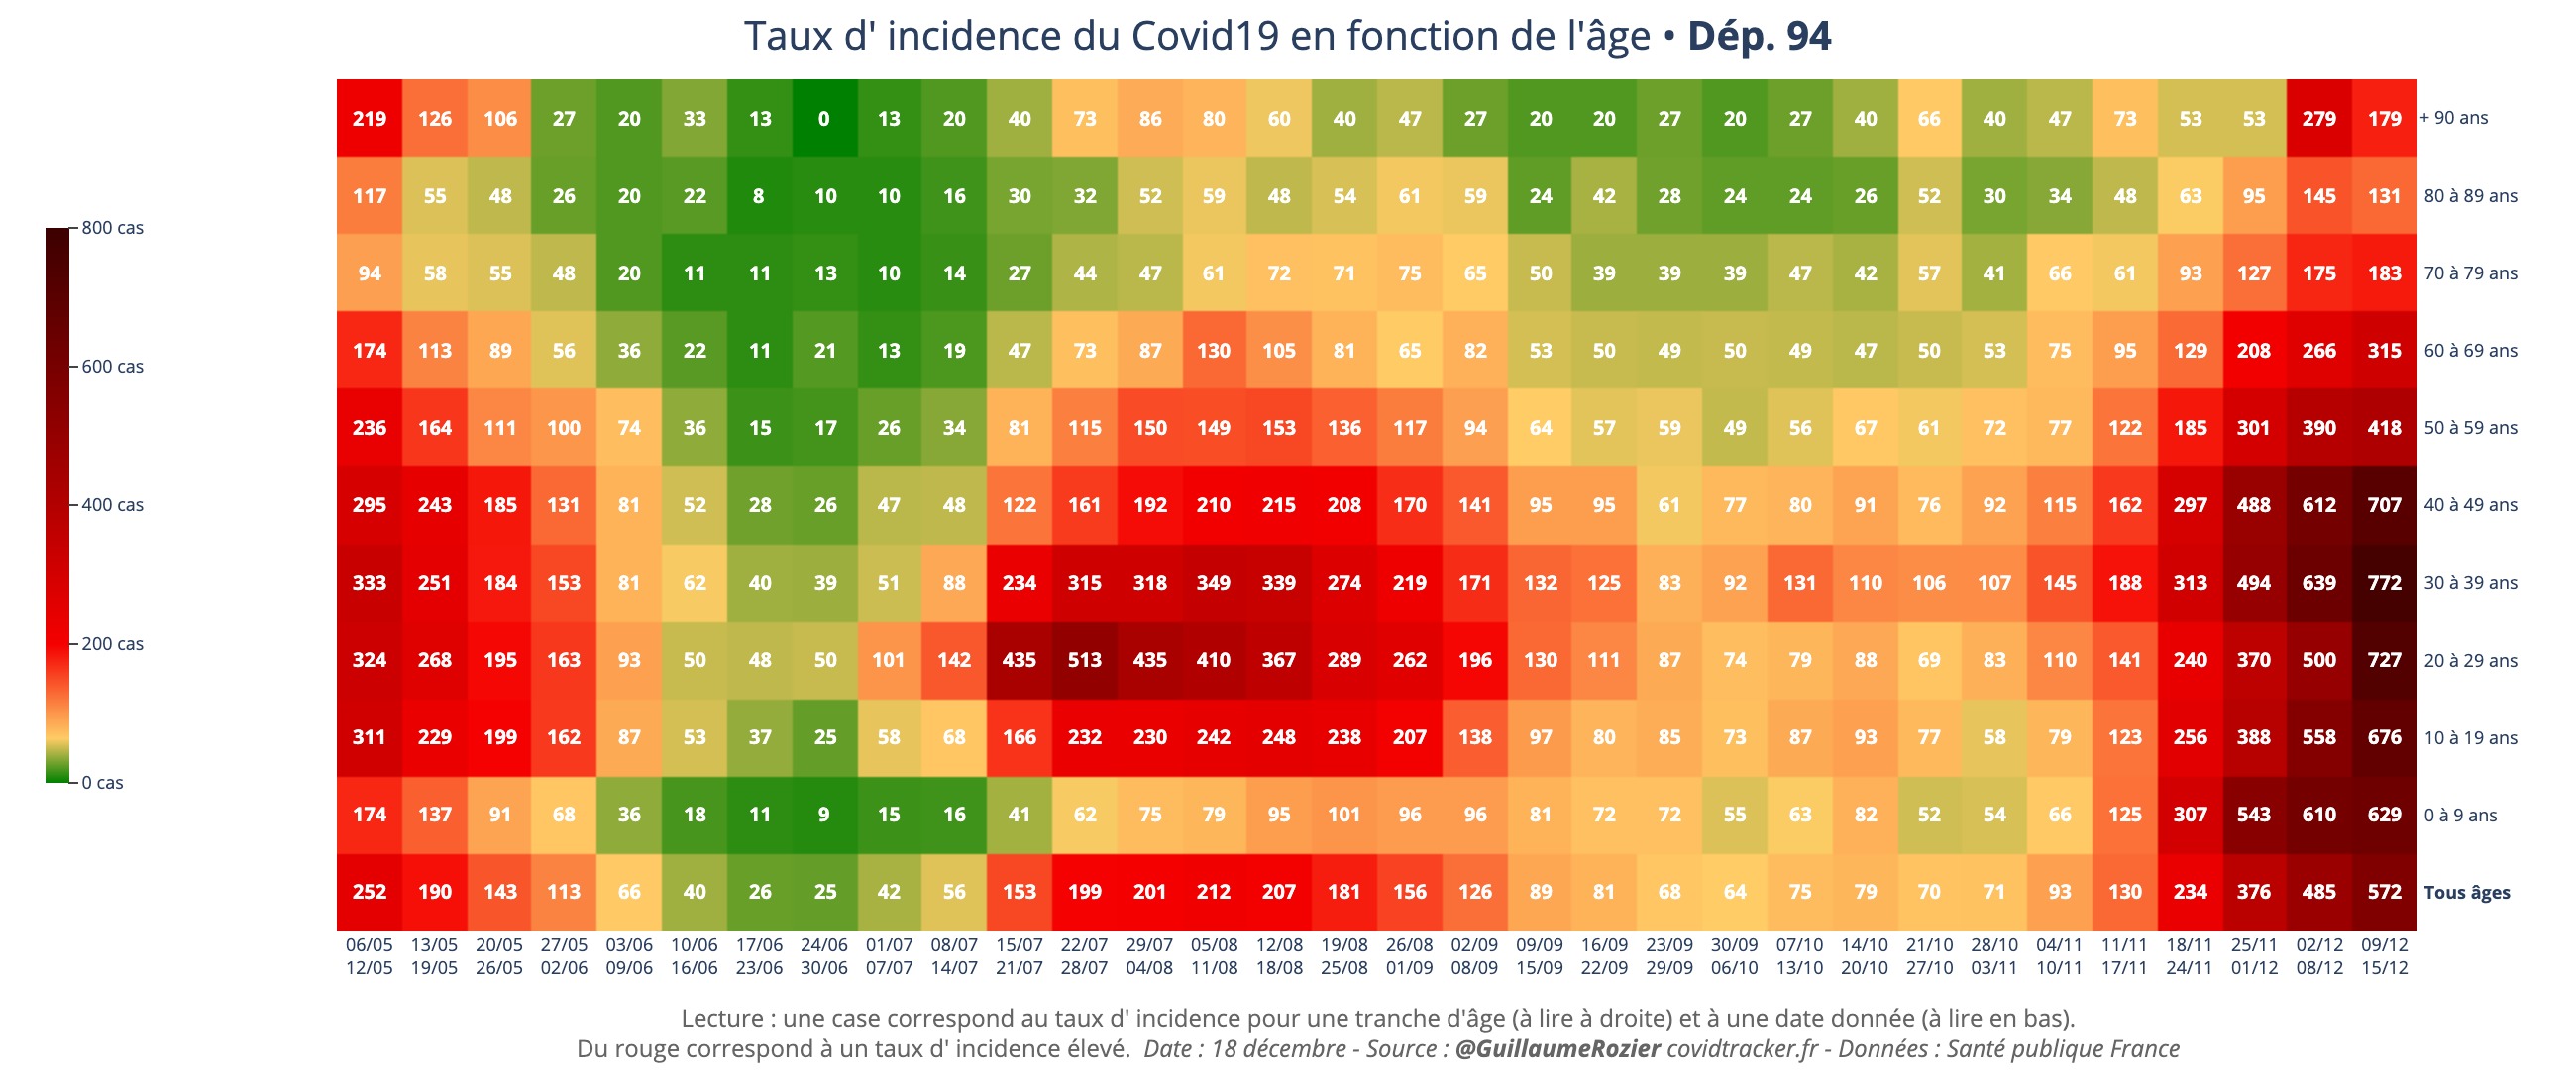 Taux d' incidence du Covid19 en fonction de l'âge • Dép. 94
800 cas
600 cas
400 cas
200 cas
0 cas
219 126 106 27 20 33 13 0 13 20 40 73 86 80 60 40 47 27 20 20 27 20 27 40 66 40 47 73 53 53 279 179 + 90 ans
117 55 48 26 20 22 8 10 10 16 30 32 52 59 48 54 61 59 24 42 28 24 24 26 52 30 34 48 63 95 145 131 80 à 89 ans
94 58 55 48 20 11 11 13 10 14 27 44 47 61 72 71 75 65 50 39 39 39 47 42 57 41 66 61 93 127 175 183 70 à 79 ans
174 113 89 56 36 22 11 21 13 19 47 73 87 130 105 81 65 82 53 50 49 50 49 47 50 53 75 95 129 208 266 315 60 à 69 ans
236 164 111 100 74 36 15 17 26 34 81 115 150 149 153 136 117 94 64 57 59 49 56 67 61 72 77 122 185 301 390 418 50 à 59 ans
295 243 185 131 81 52 28 26 47 48 122 161 192 210 215 208 170 141 95 95 61 77 80 91 76 92 115 162 297 488 612 707 40 à 49 ans
333 251 184 153 81 62 40 39 51 88 234 315 318 349 339 274 219 171 132 125 83 92 131 110 106 107 145 188 313 494 639 772 30 à 39 ans
324 268 195 163 93 50 48 50 101 142 435 513 435 410 367 289 262 196 130 111 87 74 79 88 69 83 110 141 240 370 500 727 20 à 29 ans
311 229 199 162 87 53 37 25 58 68 166 232 230 242 248 238 207 138 97 80 85 73 87 93 77 58 79 123 256 388 558 676 10 à 19 ans
174 137 91 68 36 18 11 9 15 16 41 62 75 79 95 101 96 96 81 72 72 55 63 82 52 54 66 125 307 543 610 629 0 à 9 ans
252 190 143 113 66 40 26 25 42 56 153 199 201 212 207 181 156 126 89 81 68 64 75 79 70 71 93 130 234 376 485 572 Tous âges
06/05 13/05 20/05 27/05 03/06 10/06 17/06 24/06 01/07 08/07 15/07 22/07 29/07 05/08 12/08 19/08 26/08 02/09 09/09 16/09 23/09 30/09 07/10 14/10 21/10 28/10 04/11 11/11 18/11 25/11 02/12 09/12
12/05 19/05 26/05 02/06 09/06 16/06 23/06 30/06 07/07 14/07 21/07 28/07 04/08 11/08 18/08 25/08 01/09 08/09 15/09 22/09 29/09 06/10 13/10 20/10 27/10 03/11 10/11 17/11 24/11 01/12 08/12 15/12
Lecture : une case correspond au taux d' incidence pour une tranche d'âge (à lire à droite) et à une date donnée (à lire en bas).
Du rouge correspond à un taux d' incidence élevé. Date : 18 décembre - Source : @GuillaumeRozier covidtracker.fr - Données : Santé publique France